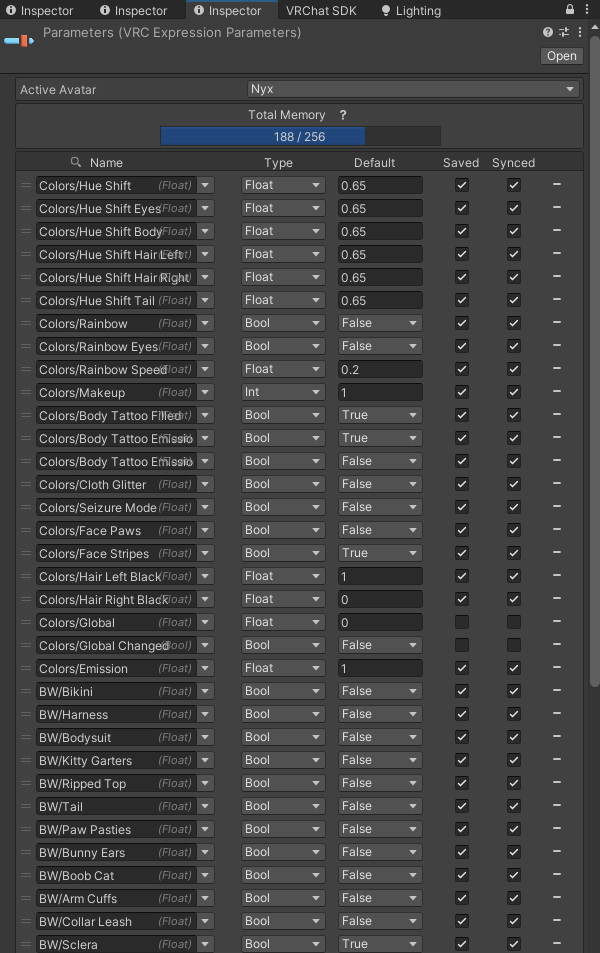 Inspector Inspector Inspector VRChat SDK Lighting
Parameters (VRC Expression Parameters)
Open
Active Avatar Nyx
Total Memory ?
188 / 256
Name Type Default Saved Synced
Colors/Hue Shift (Float) Float 0.65
Colors/Hue Shift Eyes (Float) Float 0.65
Colors/Hue Shift Body (Float) Float 0.65
Colors/Hue Shift Hair Left (Float) Float 0.65
Colors/Hue Shift Hair Right (Float) Float 0.65
Colors/Hue Shift Tail (Float) Float 0.65
Colors/Rainbow (Float) Bool False
Colors/Rainbow Eyes (Float) Bool False
Colors/Rainbow Speed (Float) Float 0.2
Colors/Makeup (Float) Int 1
Colors/Body Tattoo Filled (Float) Bool True
Colors/Body Tattoo Emissio (Float) Bool True
Colors/Body Tattoo Emissio (Float) Bool False
Colors/Cloth Glitter (Float) Bool False
Colors/Seizure Mode (Float) Bool False
Colors/Face Paws (Float) Bool False
Colors/Face Stripes (Float) Bool True
Colors/Hair Left Black (Float) Float 1
Colors/Hair Right Black (Float) Float 0
Colors/Global (Float) Float 0
Colors/Global Changed (Bool) Bool False
Colors/Emission (Float) Float 1
BW/Bikini (Float) Bool False
BW/Harness (Float) Bool False
BW/Bodysuit (Float) Bool False
BW/Kitty Garters (Float) Bool False
BW/Ripped Top (Float) Bool False
BW/Tail (Float) Bool False
BW/Paw Pasties (Float) Bool False
BW/Bunny Ears (Float) Bool False
BW/Boob Cat (Float) Bool False
BW/Arm Cuffs (Float) Bool False
BW/Collar Leash (Float) Bool False
BW/Sclera (Float) Bool True